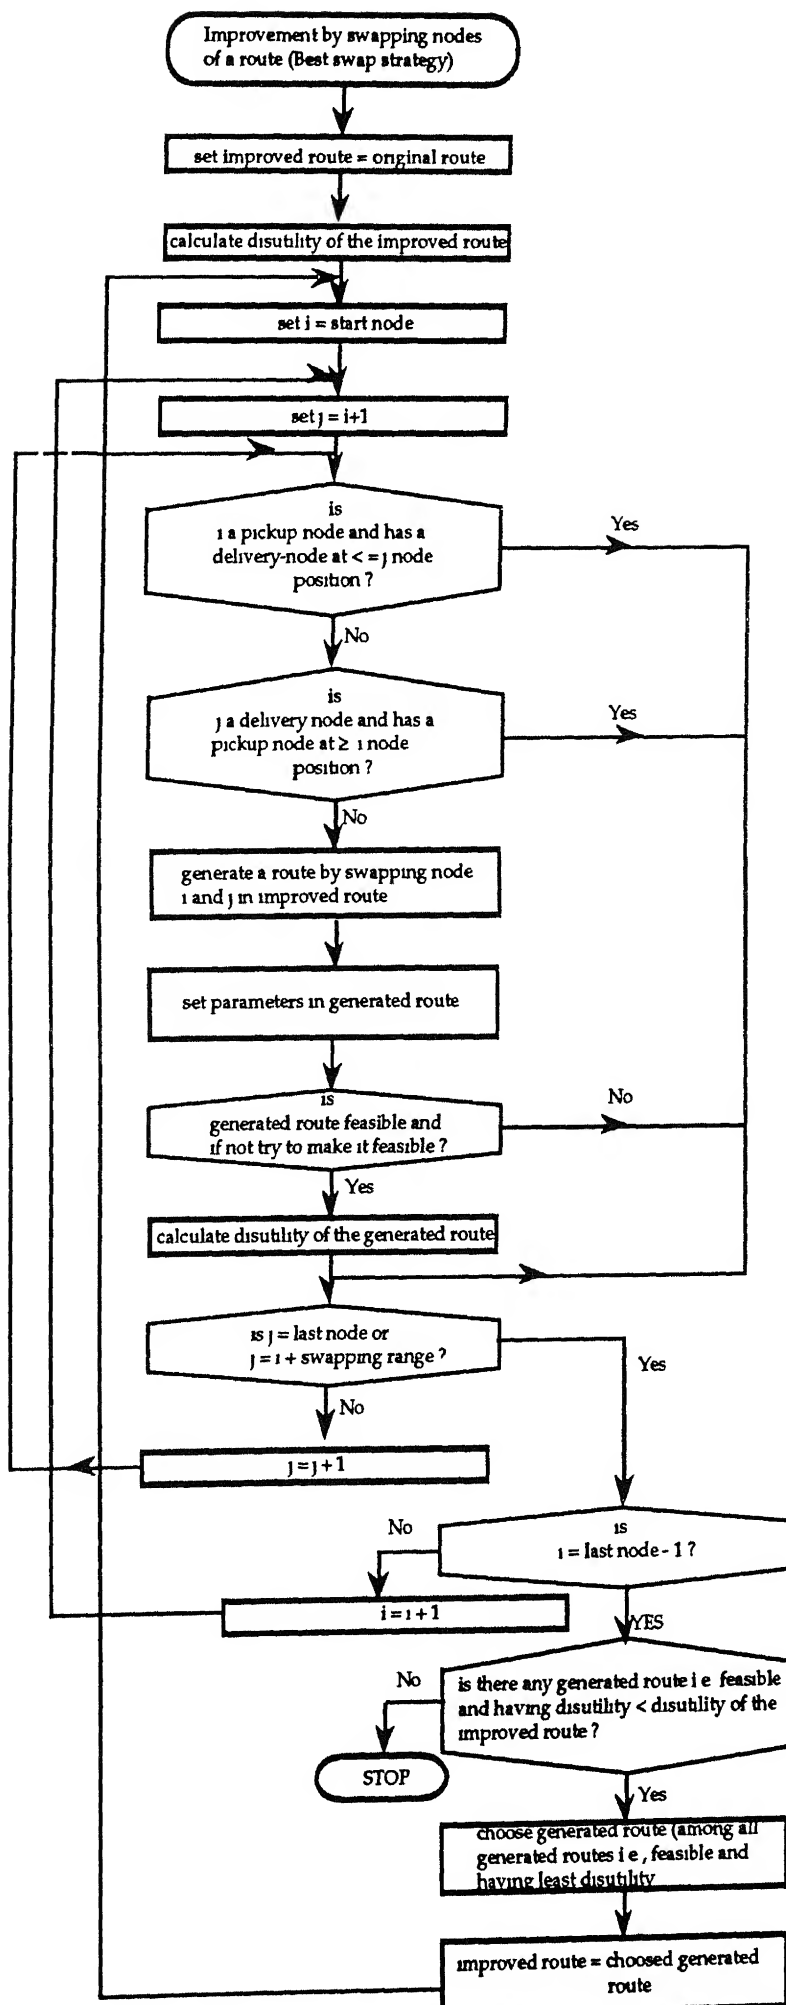 Improvement by swapping nodes
of a route (Best swap strategy)
set improved route = original route
calculate disutility of the improved route
set i = start node
set j = i+1
is
i a pickup node and has a
delivery-node at < = j node
position ?
Yes
No
is
j a delivery node and has a
pickup node at ≥ i node
position ?
Yes
No
generate a route by swapping node
i and j in improved route
set parameters in generated route
is
generated route feasible and
if not try to make it feasible ?
No
Yes
calculate disutility of the generated route
is j = last node or
j = i + swapping range ?
Yes
No
j = j + 1
is
i = last node - 1 ?
No
i = i + 1
YES
is there any generated route i e feasible
and having disutility < disutility of the
improved route ?
No
STOP
Yes
choose generated route (among all
generated routes i e , feasible and
having least disutility
improved route = choosed generated
route